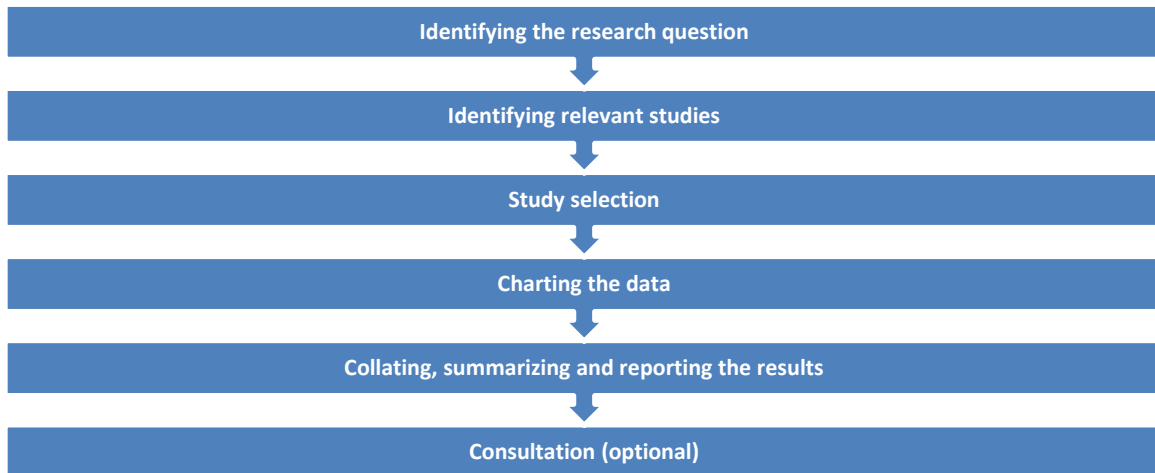 Identifying the research question
Identifying relevant studies
Study selection
Charting the data
Collating, summarizing and reporting the results
Consultation (optional)